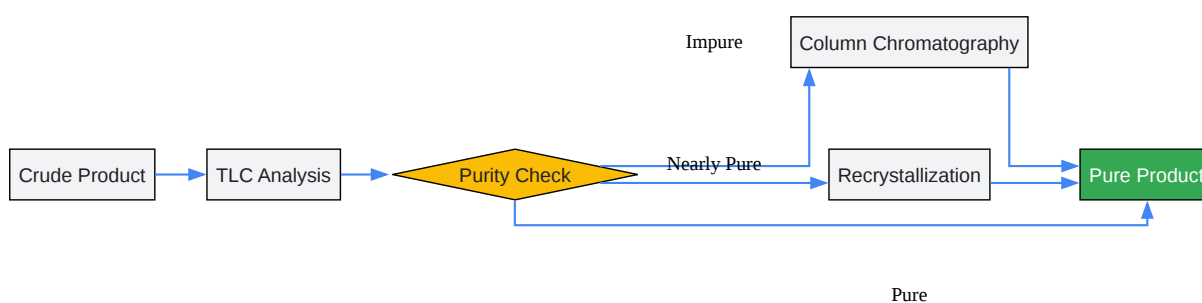 Impure
Column Chromatography
Crude Product
TLC Analysis
Purity Check
Nearly Pure
Recrystallization
Pure Product
Pure